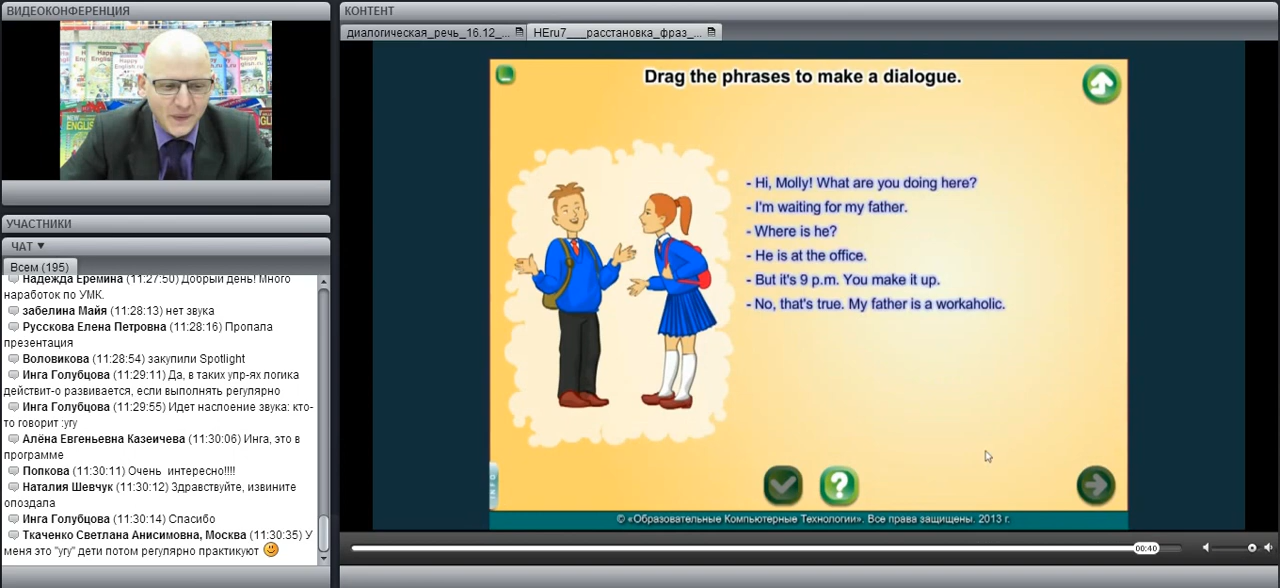 ВИДЕОКОНФЕРЕНЦИЯ
УЧАСТНИКИ
ЧАТ ▼
Всем (195)
Надежда Еремина (11:27:50) Добрый день! Много
наработок по УМК.
забелина Майя (11:28:13) нет звука
Русскова Елена Петровна (11:28:16) Пропала
презентация
Воловикова (11:28:54) закупили Spotlight
Инга Голубцова (11:29:11) Да, в таких упр-ях логика
действит-о развивается, если выполнять регулярно
Инга Голубцова (11:29:55) Идет наслоение звука: кто-
то говорит :угу
Алёна Евгеньевна Казеичева (11:30:06) Инга, это в
программе
Попкова (11:30:11) Очень интересно!!!!
Наталия Шевчук (11:30:12) Здравствуйте, извините
опоздала
Инга Голубцова (11:30:14) Спасибо
Ткаченко Светлана Анисимовна, Москва (11:30:35) У
меня это "угу" дети потом регулярно практикуют
КОНТЕНТ
диалогическая_речь_16.12_...
HEru7____расстановка_фраз_...
Drag the phrases to make a dialogue.
- Hi, Molly! What are you doing here?
- I'm waiting for my father.
- Where is he?
- He is at the office.
- But it's 9 p.m. You make it up.
- No, that's true. My father is a workaholic.
INFO
?
© «Образовательные Компьютерные Технологии». Все права защищены. 2013 г.
00:40